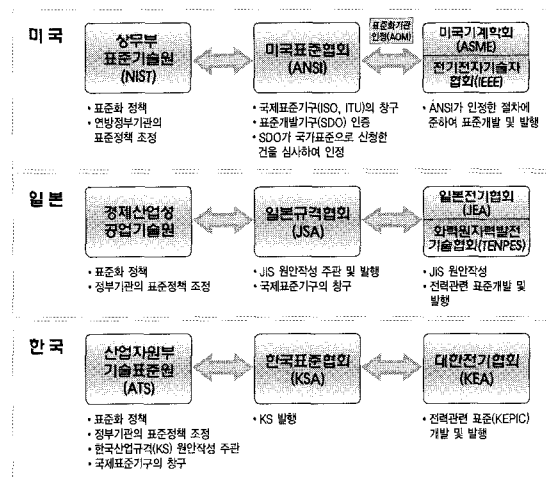 미국
상무부
표준기술원
(NIST)
미국표준협회
(ANSI)
표준화기관
인정(AOM)
미국기계학회
(ASME)
전기전자기술자
협회(IEEE)
• 표준화 정책
• 연방정부기관의
표준정책 조정
• 국제표준기구(ISO, ITU)의 창구
• 표준개발기구(SDO) 인증
• SDO가 국가표준으로 신청한
건을 심사하여 인정
• ANSI가 인정한 절차에
준하여 표준개발 및 발행
일본
경제산업성
공업기술원
일본규격협회
(JSA)
일본전기협회
(JEA)
화력원자력발전
기술협회(TENPES)
• 표준화 정책
• 정부기관의 표준정책 조정
• JIS 원안작성 주관 및 발행
• 국제표준기구의 창구
• JIS 원안작성
• 전력관련 표준개발 및
발행
한국
산업자원부
기술표준원
(ATS)
한국표준협회
(KSA)
대한전기협회
(KEA)
• 표준화 정책
• 정부기관의 표준정책 조정
• 한국산업규격(KS) 원안작성 주관
• 국제표준기구의 창구
• KS 발행
• 전력관련 표준(KEPIC)
개발 및 발행